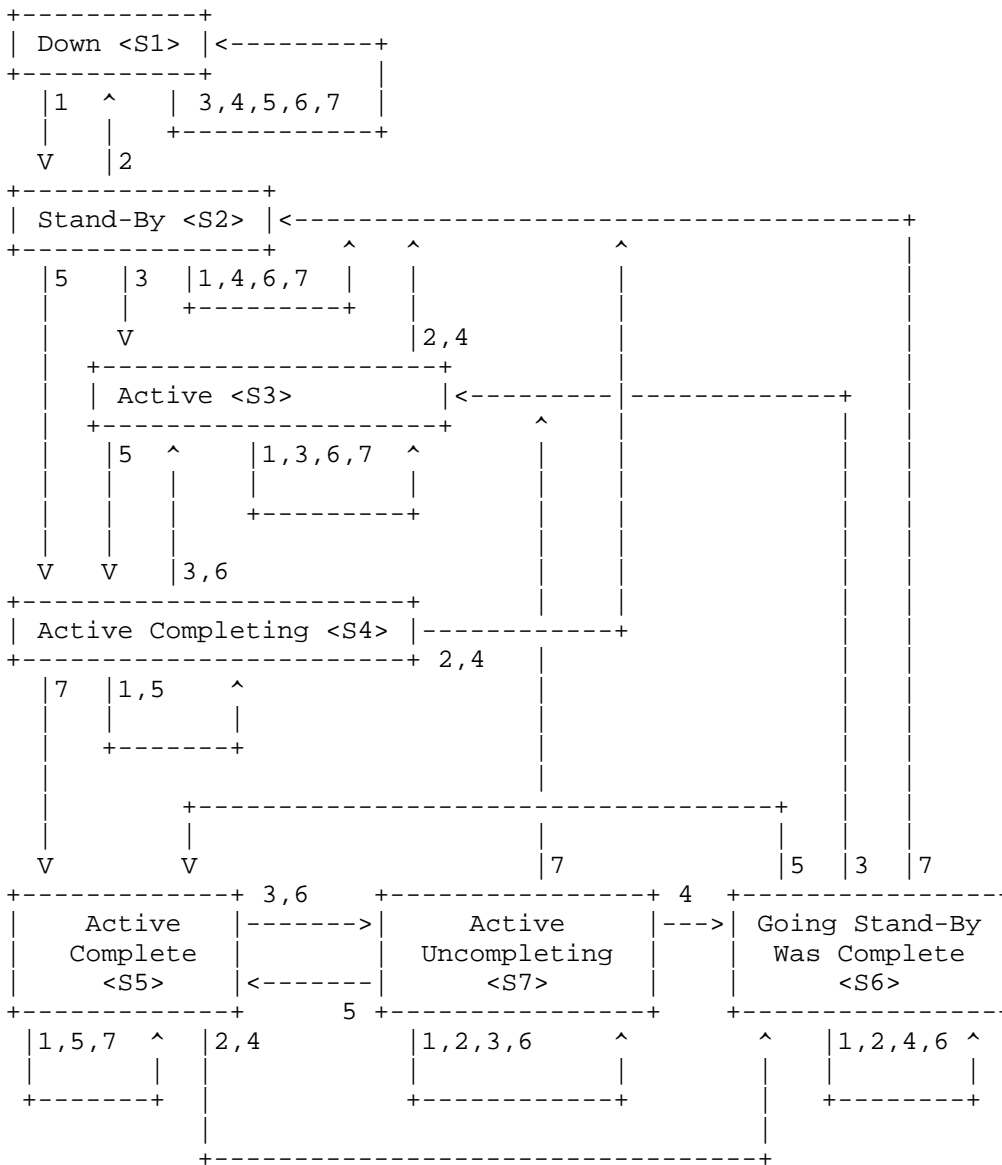 Down <S1>
1 3,4,5,6,7
2
Stand-By <S2>
5 3 1,4,6,7
2,4
Active <S3>
5 1,3,6,7
3,6
Active Completing <S4>
2,4
7 1,5
7 5 3 7
3,6 4
Active Active Going Stand-By
Complete Uncompleting Was Complete
<S5> <S7> <S6>
5
1,5,7 2,4 1,2,3,6 1,2,4,6